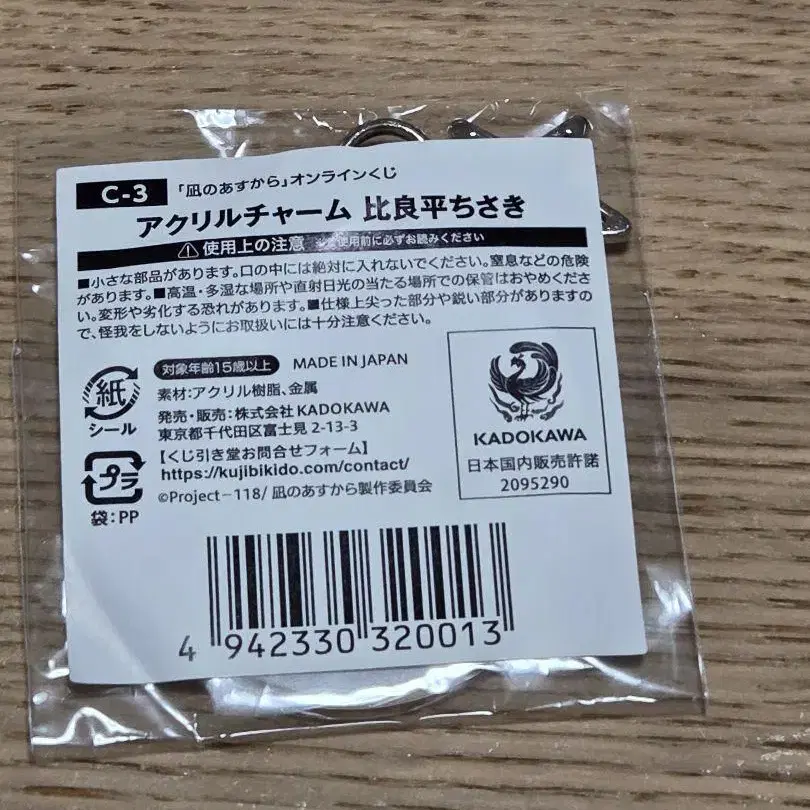 C-3 「凪のあすから」オンラインくじ
アクリルチャーム 比良平ちさき
使用上の注意 ※ご使用前に必ずお読みください
■小さな部品があります。口の中には絶対に入れないでください。窒息などの危険
があります。■高温・多湿な場所や直射日光の当たる場所での保管はおやめくださ
い。変形や劣化する恐れがあります。■仕様上尖った部分や鋭い部分がありますの
で、怪我をしないようにお取扱いには十分注意ください。
紙
シール
プラ
袋:PP
対象年齢15歳以上 MADE IN JAPAN
素材:アクリル樹脂、金属
発売・販売:株式会社KADOKAWA
東京都千代田区富士見 2-13-3
【くじ引き堂お問合せフォーム】
https://kujibikido.com/contact/
©Project-118/ 凪のあすから製作委員会
KADOKAWA
日本国内販売許諾
2095290
4 942330 320013